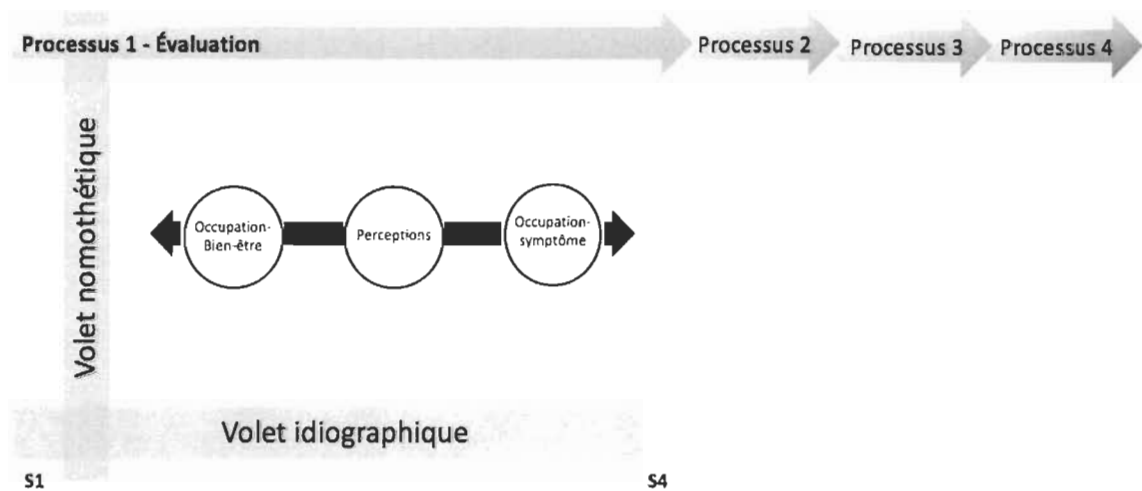 Processus 1 - Évaluation
Processus 2
Processus 3
Processus 4
Volet nomothétique
Occupation-
Bien-être
Perceptions
Occupation-
symptôme
Volet idiographique
S1
S4